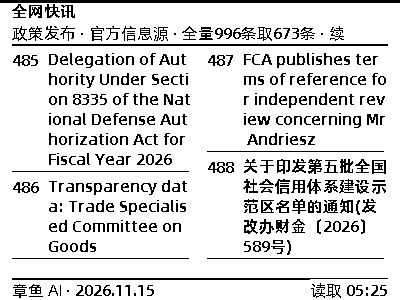 全网快讯
政策发布 · 官方信息源 · 全量996条取673条 · 续
485 Delegation of Aut
hority Under Secti
on 8335 of the Nat
ional Defense Aut
horization Act for
Fiscal Year 2026
486 Transparency dat
a: Trade Specialis
ed Committee on
Goods
487 FCA publishes ter
ms of reference fo
r independent rev
iew concerning Mr
Andriesz
488 关于印发第五批全国
社会信用体系建设示
范区名单的通知(发
改办财金〔2026〕
589号)
章鱼 AI · 2026.11.15
读取 05:25